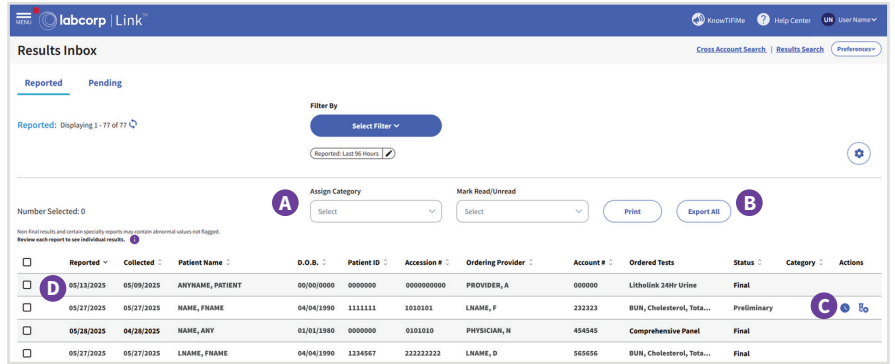 MENU labcorp | Link™ KnowTiFiMe ? Help Center UN User Name
Results Inbox Cross Account Search | Results Search Preferences
Reported Pending
Filter By
Reported: Displaying 1 - 77 of 77 Select Filter
Reported: Last 96 Hours
A Assign Category Mark Read/Unread B
Number Selected: 0 Select Select Print Export All
Non-final results and certain specialty reports may contain abnormal values not flagged.
Review each report to see individual results. i
Reported Collected Patient Name D.O.B. Patient ID Accession # Ordering Provider Account # Ordered Tests Status Category Actions
D 05/13/2025 05/09/2025 ANYNAME, PATIENT 00/00/0000 0000000 0000000000 PROVIDER, A 000000 Litholink 24Hr Urine Final
05/27/2025 05/27/2025 NAME, FNAME 04/04/1990 1111111 1010101 LNAME, F 232323 BUN, Cholesterol, Tota... Preliminary C
05/28/2025 04/28/2025 NAME, ANY 01/01/1980 0000000 0101010 PHYSICIAN, N 454545 Comprehensive Panel Final
05/27/2025 05/27/2025 LNAME, FNAME 04/04/1990 1234567 222222222 LNAME, D 565656 BUN, Cholesterol, Tota... Final